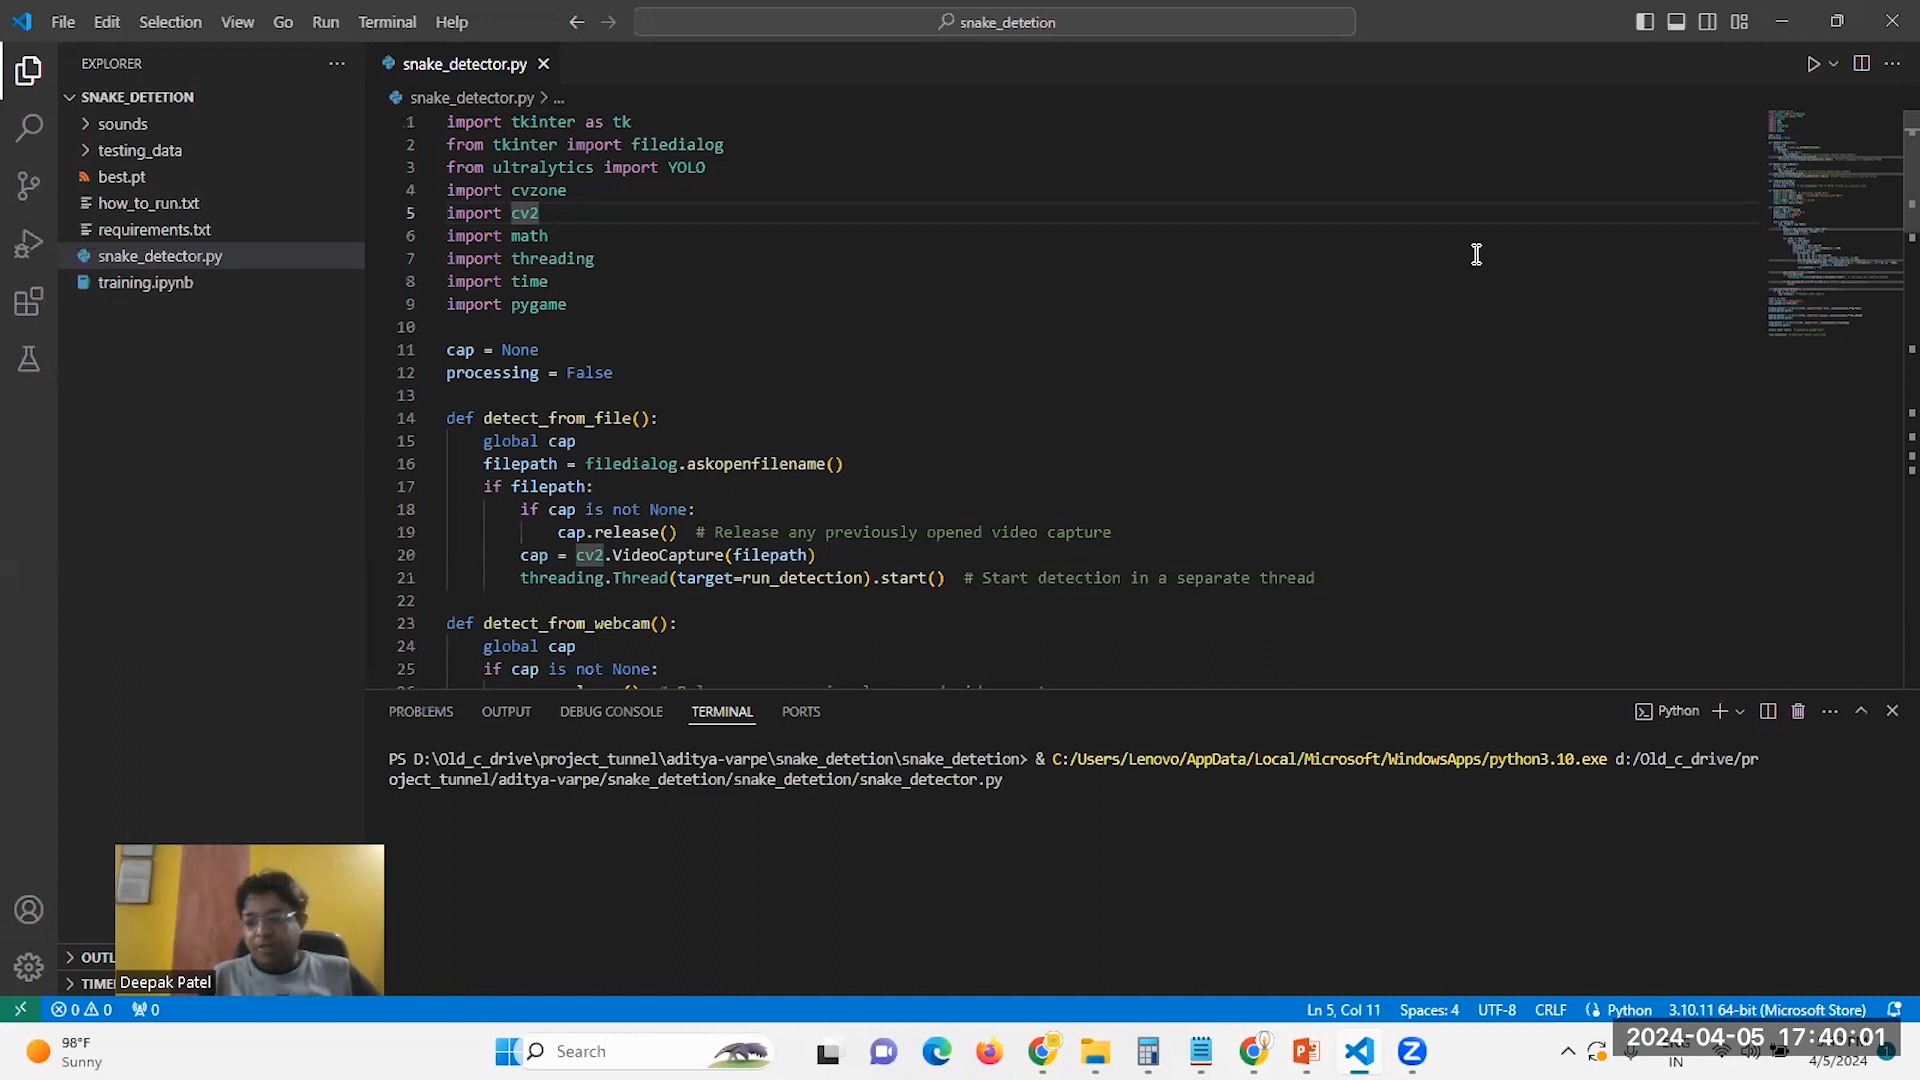 File Edit Selection View Go Run Terminal Help
snake_detetion
EXPLORER
SNAKE_DETETION
sounds
testing_data
best.pt
how_to_run.txt
requirements.txt
snake_detector.py
training.ipynb
snake_detector.py
snake_detector.py > ...
1 import tkinter as tk
2 from tkinter import filedialog
3 from ultralytics import YOLO
4 import cvzone
5 import cv2
6 import math
7 import threading
8 import time
9 import pygame
10
11 cap = None
12 processing = False
13
14 def detect_from_file():
15 global cap
16 filepath = filedialog.askopenfilename()
17 if filepath:
18 if cap is not None:
19 cap.release() # Release any previously opened video capture
20 cap = cv2.VideoCapture(filepath)
21 threading.Thread(target=run_detection).start() # Start detection in a separate thread
22
23 def detect_from_webcam():
24 global cap
25 if cap is not None:
PROBLEMS OUTPUT DEBUG CONSOLE TERMINAL PORTS
Python
PS D:\Old_c_drive\project_tunnel\aditya-varpe\snake_detetion\snake_detetion> & C:/Users/Lenovo/AppData/Local/Microsoft/WindowsApps/python3.10.exe d:/Old_c_drive/pr
oject_tunnel/aditya-varpe/snake_detetion/snake_detetion/snake_detector.py
OUTL
TIME
Deepak Patel
0 0 0
Ln 5, Col 11 Spaces: 4 UTF-8 CRLF Python 3.10.11 64-bit (Microsoft Store)
98°F
Sunny
Search
2024-04-05 17:40:01
IN
4/5/2024